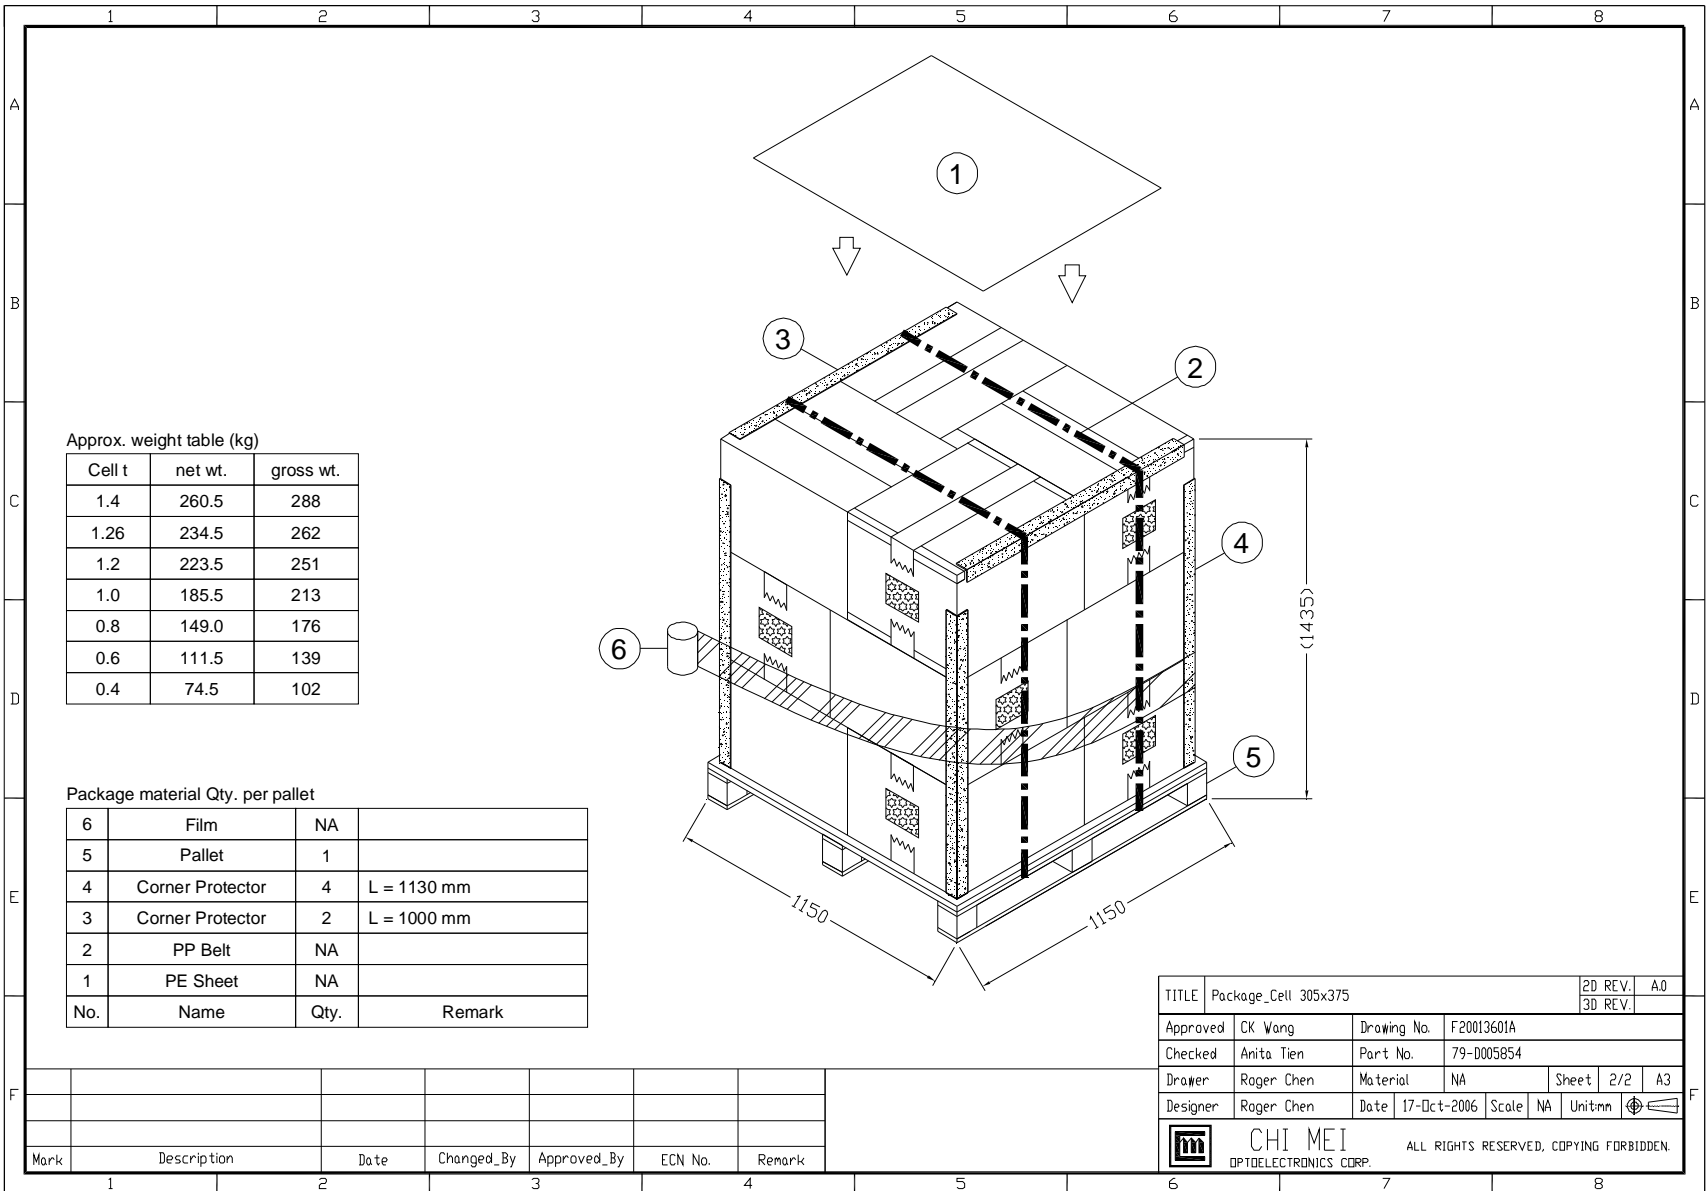 1 2 3 4 5 6 7 8
A A
B B
C C
D D
E E
F F
1
3
2
4
6
5
(1435)
1150
1150
Approx. weight table (kg)
Cell t net wt. gross wt.
1.4 260.5 288
1.26 234.5 262
1.2 223.5 251
1.0 185.5 213
0.8 149.0 176
0.6 111.5 139
0.4 74.5 102
Package material Qty. per pallet
6 Film NA
5 Pallet 1
4 Corner Protector 4 L = 1130 mm
3 Corner Protector 2 L = 1000 mm
2 PP Belt NA
1 PE Sheet NA
No. Name Qty. Remark
TITLE Package_Cell 305x375 2D REV. A.0
3D REV.
Approved CK Wang Drawing No. F20013601A
Checked Anita Tien Part No. 79-D005854
Drawer Roger Chen Material NA Sheet 2/2 A3
Designer Roger Chen Date 17-Oct-2006 Scale NA Unit:mm
CHI MEI
OPTOELECTRONICS CORP.
ALL RIGHTS RESERVED, COPYING FORBIDDEN.
Mark Description Date Changed_By Approved_By ECN No. Remark
1 2 3 4 5 6 7 8